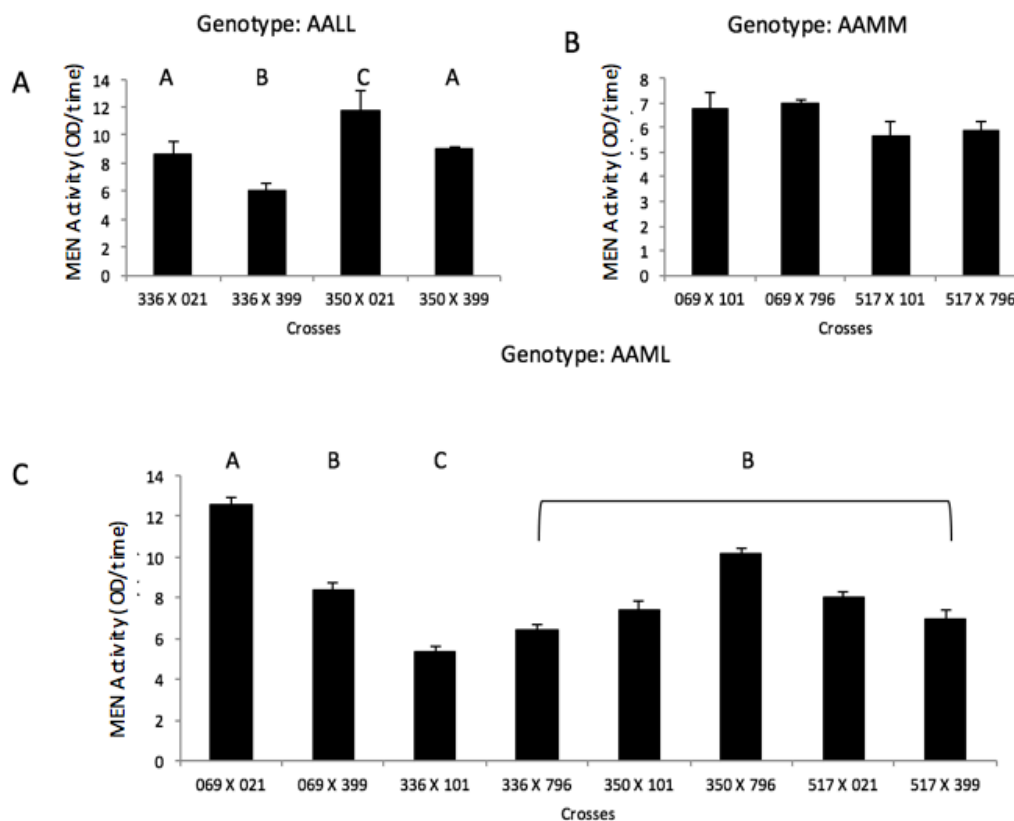 Genotype: AALL
A
A B C A
MEN Activity (OD/time)
14
12
10
8
6
4
2
0
336 X 021 336 X 399 350 X 021 350 X 399
Crosses
Genotype: AAMM
B
MEN Activity (OD/time)
8
7
6
5
4
3
2
1
0
069 X 101 069 X 796 517 X 101 517 X 796
Crosses
Genotype: AAML
C
A B C B
MEN Activity (OD/time)
14
12
10
8
6
4
2
0
069 X 021 069 X 399 336 X 101 336 X 796 350 X 101 350 X 796 517 X 021 517 X 399
Crosses